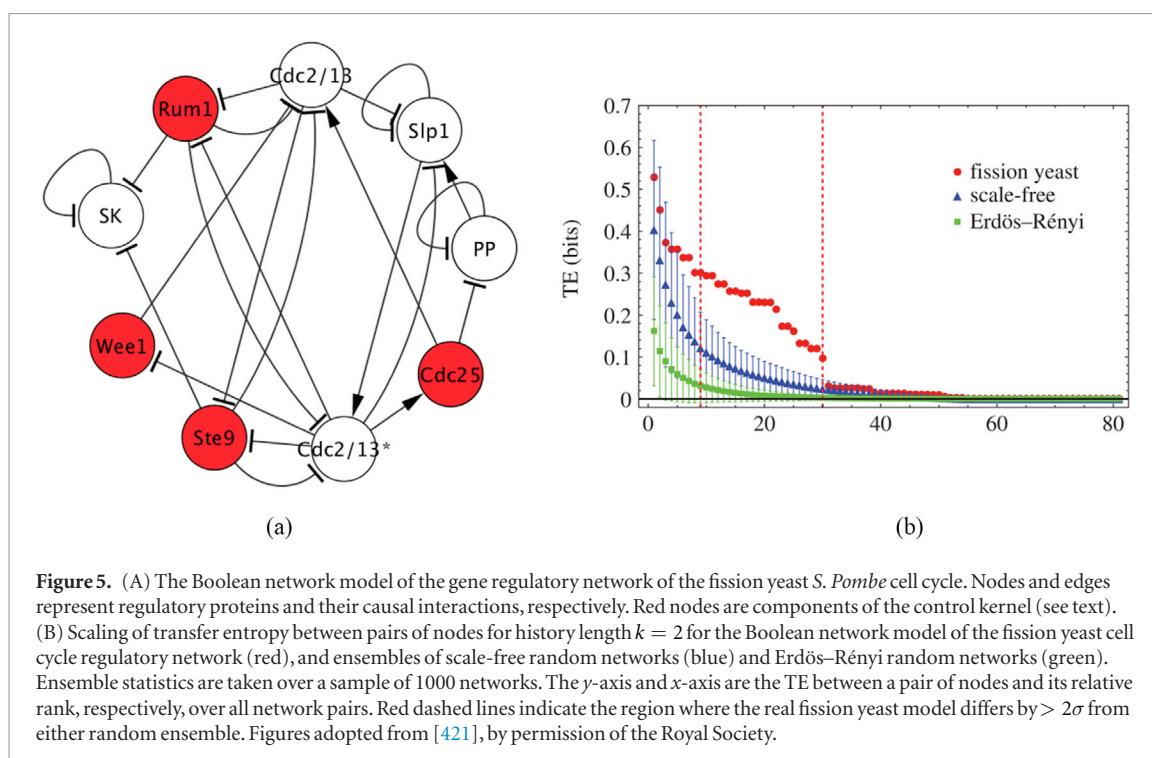 Cdc2/13
Rum1
Slp1
SK
PP
Wee1
Cdc25
Ste9
Cdc2/13*
(a)
0.7
0.6
0.5
0.4
0.3
0.2
0.1
0
TE (bits)
fission yeast
scale-free
Erdös–Rényi
0 20 40 60 80
(b)
Figure 5. (A) The Boolean network model of the gene regulatory network of the fission yeast S. Pombe cell cycle. Nodes and edges
represent regulatory proteins and their causal interactions, respectively. Red nodes are components of the control kernel (see text).
(B) Scaling of transfer entropy between pairs of nodes for history length k = 2 for the Boolean network model of the fission yeast cell
cycle regulatory network (red), and ensembles of scale-free random networks (blue) and Erdös–Rényi random networks (green).
Ensemble statistics are taken over a sample of 1000 networks. The y-axis and x-axis are the TE between a pair of nodes and its relative
rank, respectively, over all network pairs. Red dashed lines indicate the region where the real fission yeast model differs by > 2σ from
either random ensemble. Figures adopted from [421], by permission of the Royal Society.